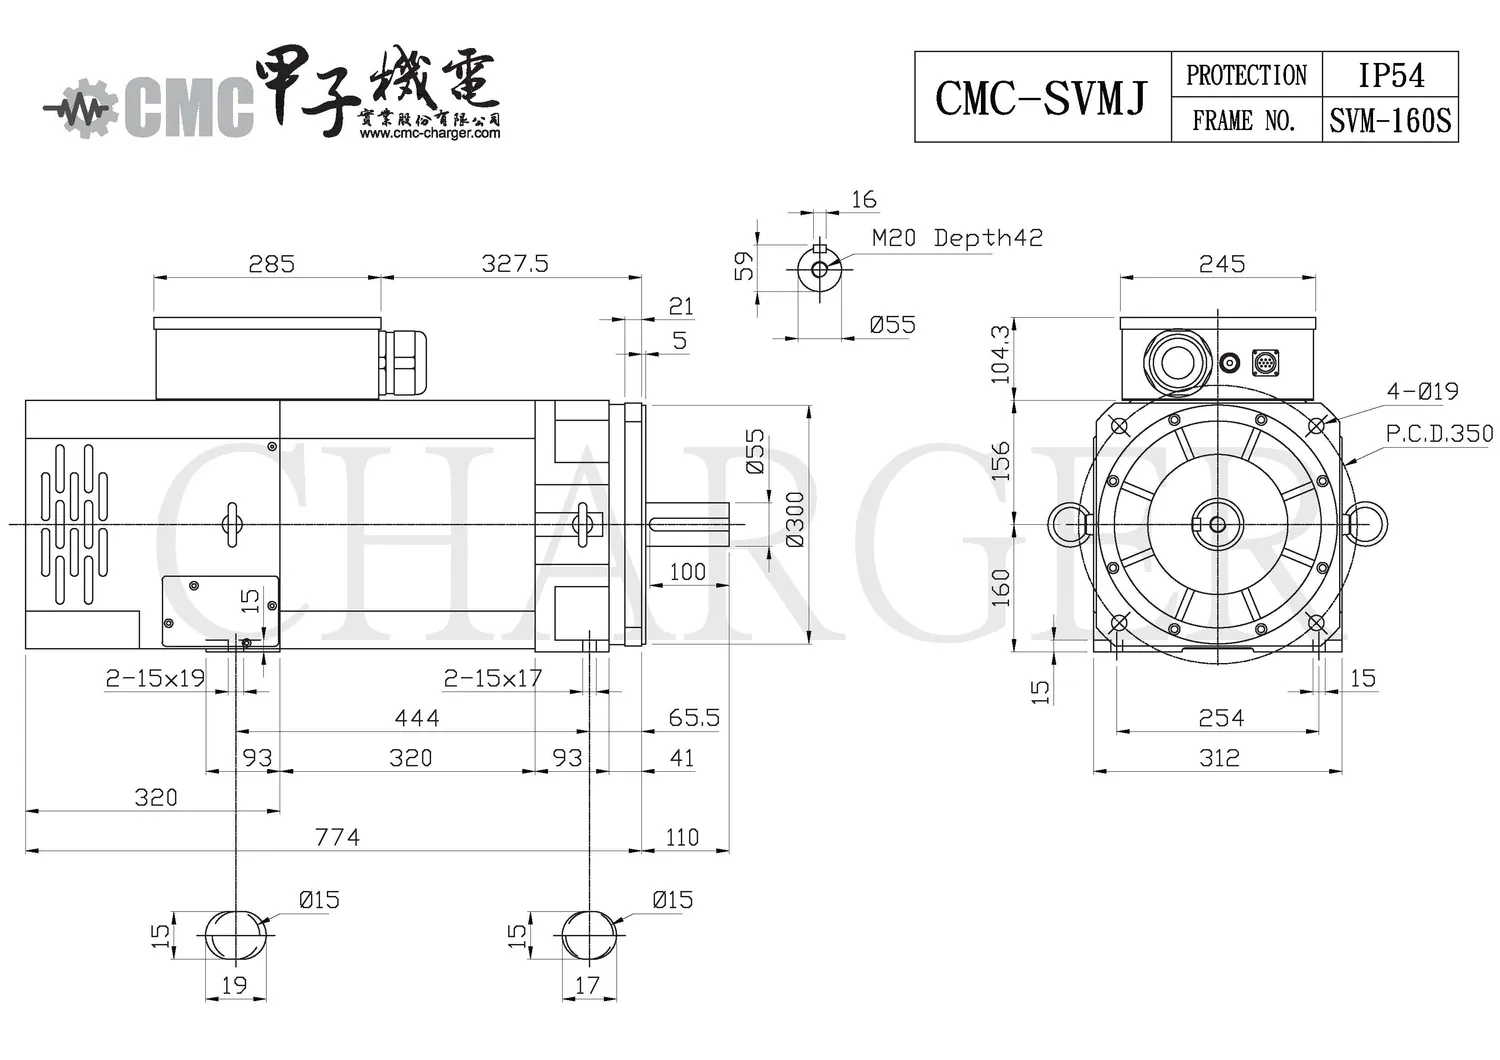 CMC 甲子機電
實業股份有限公司
www.cmc-charger.com
CMC-SVMJ
PROTECTION
IP54
FRAME NO.
SVM-160S
16
M20 Depth42
59
Ø55
285
327.5
21
5
245
104.3
4-Ø19
P.C.D.350
156
160
Ø55
Ø300
100
15
CHARGER
2-15x19
2-15x17
15
15
444
65.5
254
93
320
93
41
312
320
774
110
Ø15
15
19
Ø15
15
17